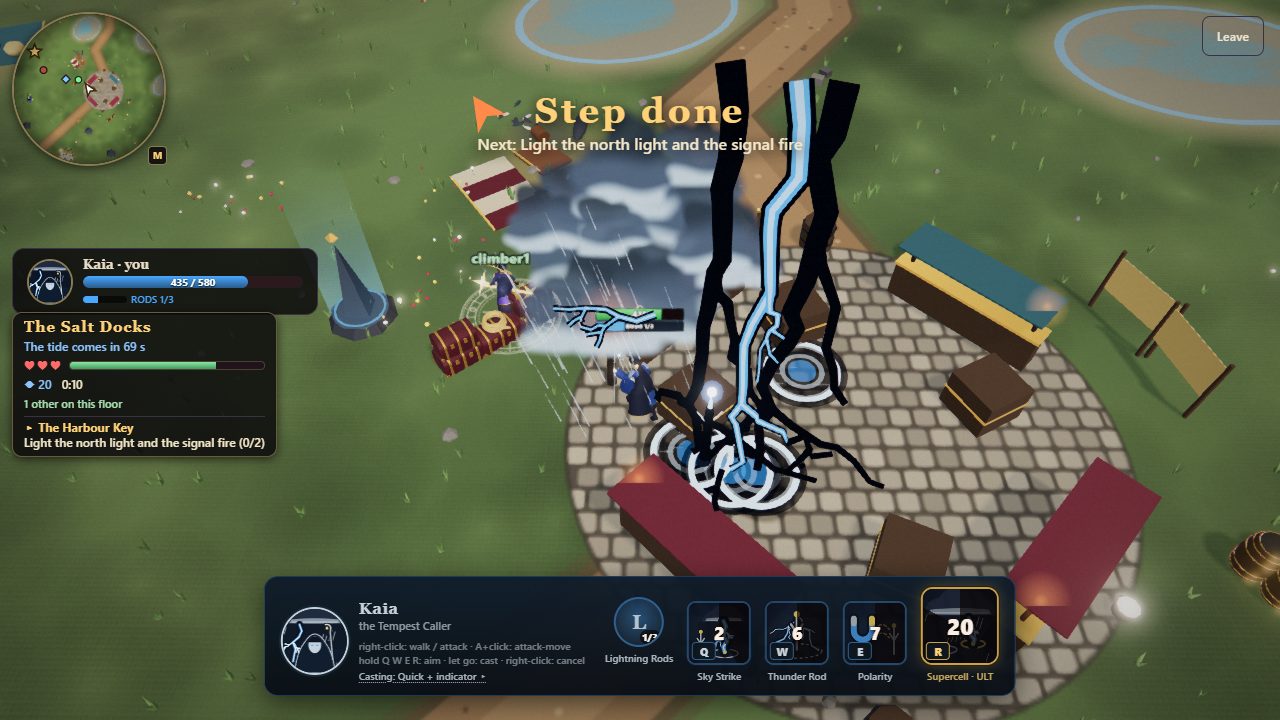 Leave
Step done
Next: Light the north light and the signal fire
M
climber1
Kaia · you
435 / 580
RODS 1/3
The Salt Docks
The tide comes in 69 s
20 0:10
1 other on this floor
▸ The Harbour Key
Light the north light and the signal fire (0/2)
Kaia
the Tempest Caller
right-click: walk / attack · A+click: attack-move
hold Q W E R: aim · let go: cast · right-click: cancel
Casting: Quick + indicator ▸
L
1/3
Lightning Rods
2
Q
Sky Strike
6
W
Thunder Rod
7
E
Polarity
20
R
Supercell · ULT